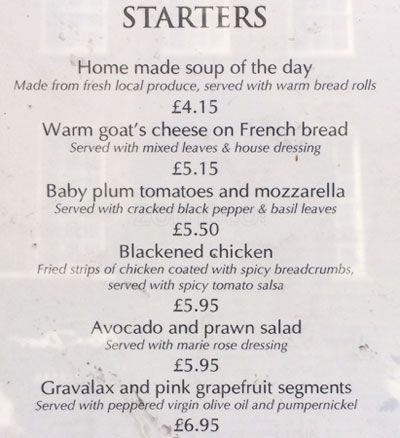 STARTERS
Home made soup of the day
Made from fresh local produce, served with warm bread rolls
£4.15
Warm goat's cheese on French bread
Served with mixed leaves & house dressing
£5.15
Baby plum tomatoes and mozzarella
Served with cracked black pepper & basil leaves
£5.50
Blackened chicken
Fried strips of chicken coated with spicy breadcrumbs,
served with spicy tomato salsa
£5.95
Avocado and prawn salad
Served with marie rose dressing
£5.95
Gravalax and pink grapefruit segments
Served with peppered virgin olive oil and pumpernickel
£6.95